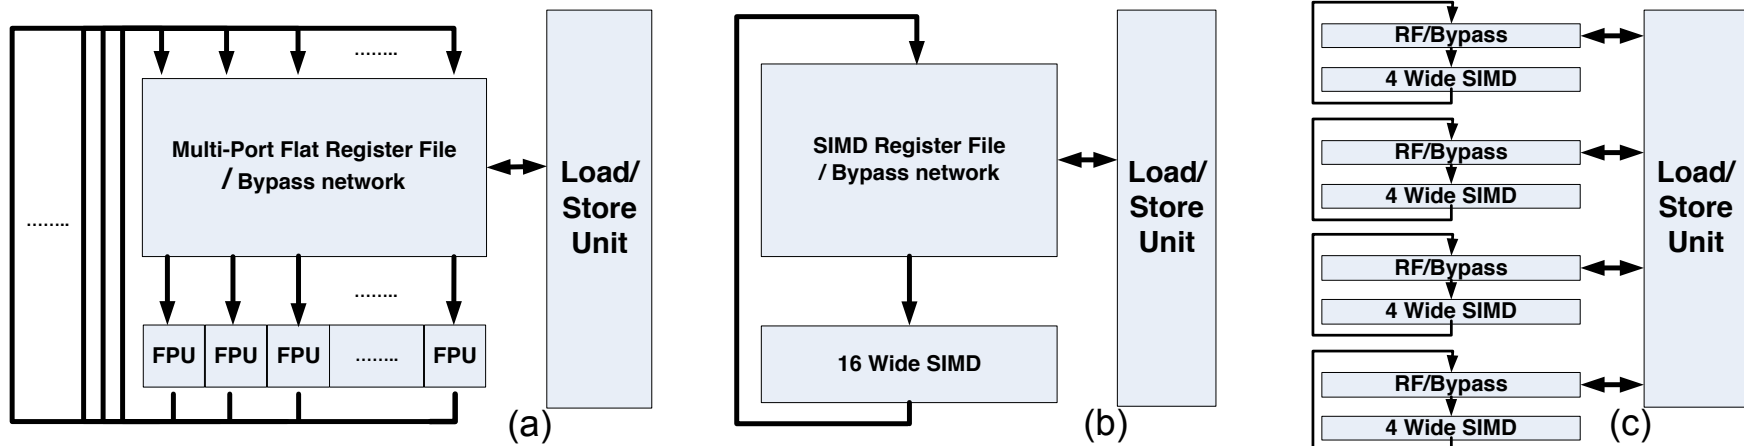 ........
Multi-Port Flat Register File
/ Bypass network
........
........
FPU FPU FPU ........ FPU
Load/
Store
Unit
(a)
SIMD Register File
/ Bypass network
16 Wide SIMD
Load/
Store
Unit
(b)
RF/Bypass
4 Wide SIMD
RF/Bypass
4 Wide SIMD
RF/Bypass
4 Wide SIMD
RF/Bypass
4 Wide SIMD
Load/
Store
Unit
(c)